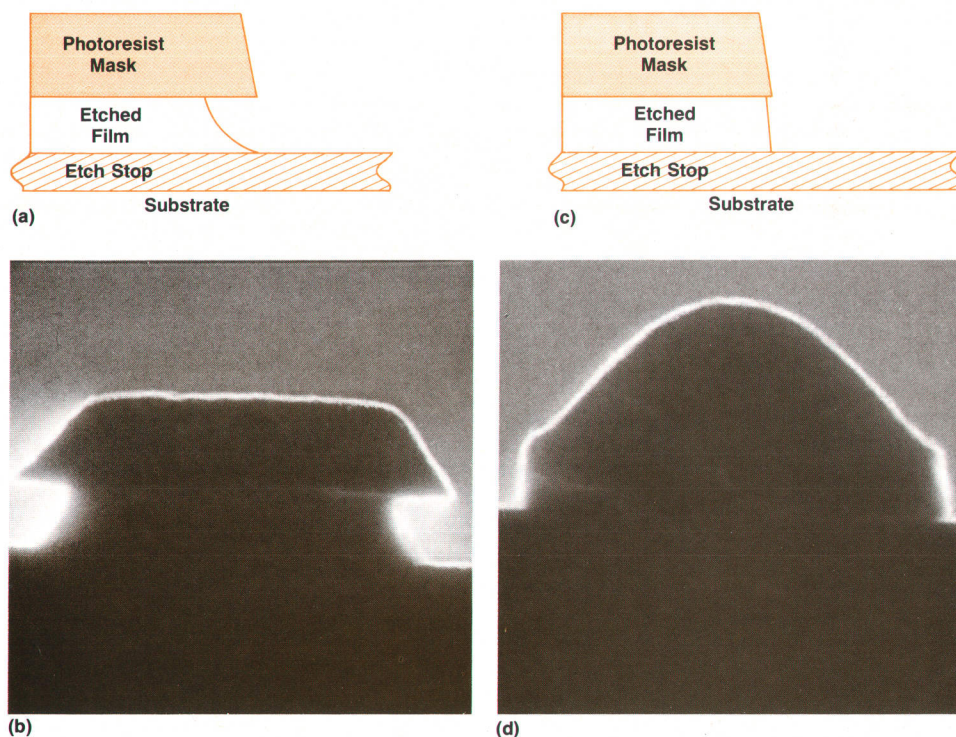 Photoresist
Mask
Etched
Film
Etch Stop
Substrate
(a)
Photoresist
Mask
Etched
Film
Etch Stop
Substrate
(c)
(b)
(d)